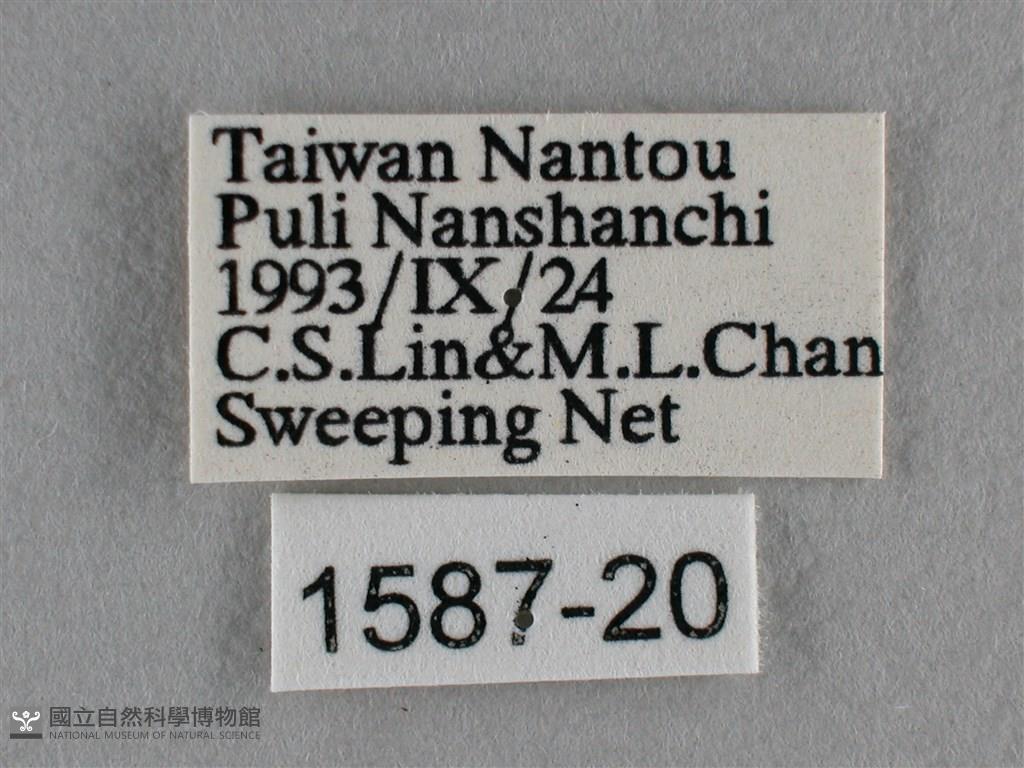 Taiwan Nantou
Puli Nanshanchi
1993/IX/24
C.S.Lin&M.L.Chan
Sweeping Net
1587-20
國立自然科學博物館
NATIONAL MUSEUM OF NATURAL SCIENCE